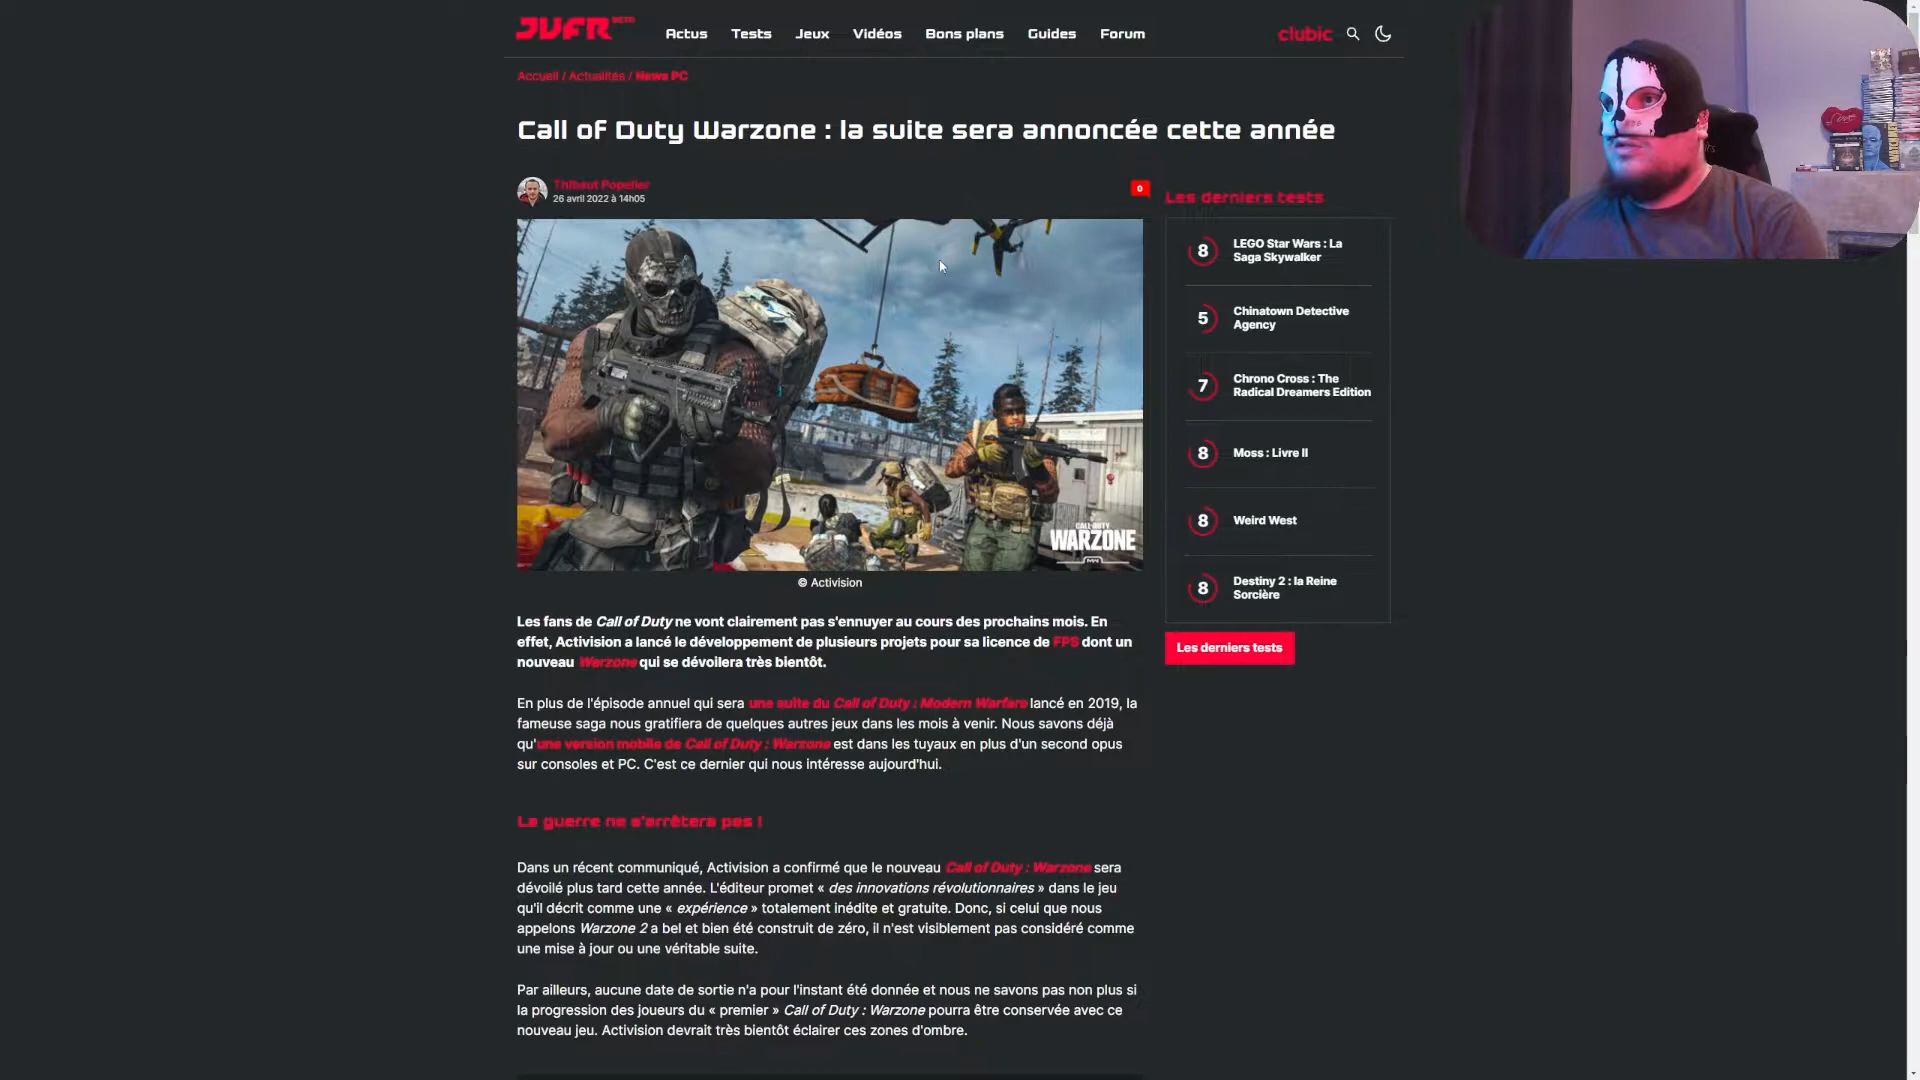 JVFR BETA
Actus Tests Jeux Vidéos Bons plans Guides Forum
clubic
Accueil / Actualités / News PC
Call of Duty Warzone : la suite sera annoncée cette année
Thibaut Popelier
26 avril 2022 à 14h05
0
CALL OF DUTY
WARZONE
© Activision
Les fans de Call of Duty ne vont clairement pas s'ennuyer au cours des prochains mois. En
effet, Activision a lancé le développement de plusieurs projets pour sa licence de FPS dont un
nouveau Warzone qui se dévoilera très bientôt.
En plus de l'épisode annuel qui sera une suite du Call of Duty : Modern Warfare lancé en 2019, la
fameuse saga nous gratifiera de quelques autres jeux dans les mois à venir. Nous savons déjà
qu'une version mobile de Call of Duty : Warzone est dans les tuyaux en plus d'un second opus
sur consoles et PC. C'est ce dernier qui nous intéresse aujourd'hui.
La guerre ne s'arrêtera pas !
Dans un récent communiqué, Activision a confirmé que le nouveau Call of Duty : Warzone sera
dévoilé plus tard cette année. L'éditeur promet « des innovations révolutionnaires » dans le jeu
qu'il décrit comme une « expérience » totalement inédite et gratuite. Donc, si celui que nous
appelons Warzone 2 a bel et bien été construit de zéro, il n'est visiblement pas considéré comme
une mise à jour ou une véritable suite.
Par ailleurs, aucune date de sortie n'a pour l'instant été donnée et nous ne savons pas non plus si
la progression des joueurs du « premier » Call of Duty : Warzone pourra être conservée avec ce
nouveau jeu. Activision devrait très bientôt éclairer ces zones d'ombre.
Les derniers tests
8 LEGO Star Wars : La
Saga Skywalker
5 Chinatown Detective
Agency
7 Chrono Cross : The
Radical Dreamers Edition
8 Moss : Livre II
8 Weird West
8 Destiny 2 : la Reine
Sorcière
Les derniers tests
WATCHMEN